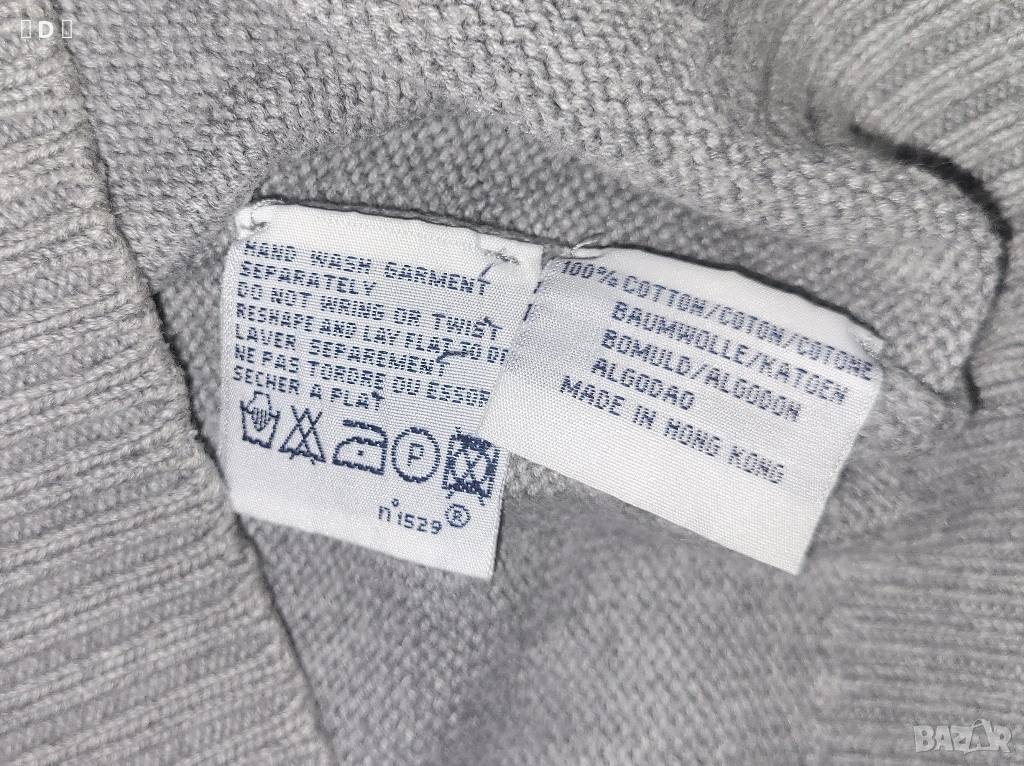 D
HAND WASH GARMENT
SEPARATELY
DO NOT WRING OR TWIST
RESHAPE AND LAY FLAT TO
LAVER SEPAREMENT
NE PAS TORDRE OU ESSOR
SECHER A PLAT
P
n°1529®
100% COTTON/COTON/COTONE
BAUMWOLLE/KATOEN
BOMULD/ALGODON
ALGODAO
MADE IN HONG KONG
BAZAR